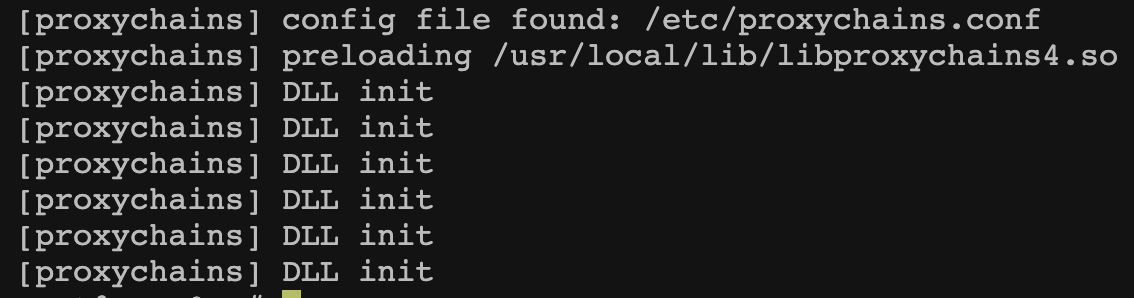 [proxychains] config file found: /etc/proxychains.conf
[proxychains] preloading /usr/local/lib/libproxychains4.so
[proxychains] DLL init
[proxychains] DLL init
[proxychains] DLL init
[proxychains] DLL init
[proxychains] DLL init
[proxychains] DLL init